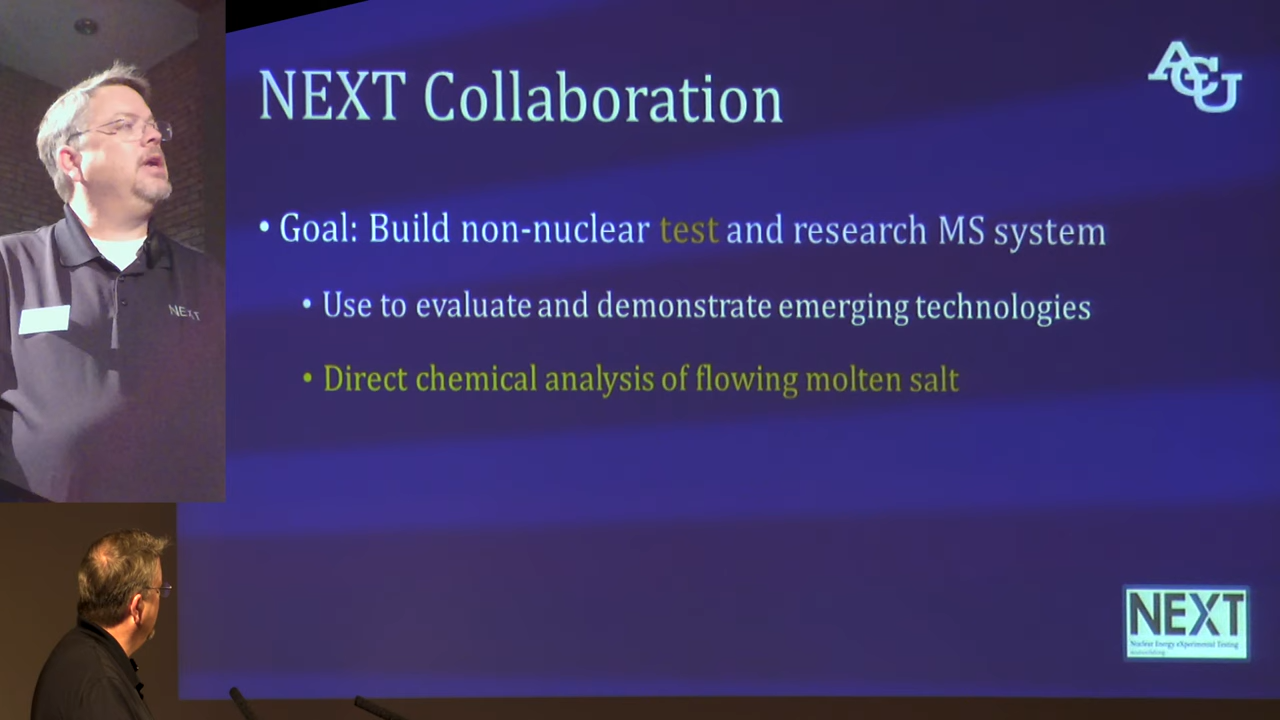 NEXT Collaboration
ACU
• Goal: Build non-nuclear test and research MS system
• Use to evaluate and demonstrate emerging technologies
• Direct chemical analysis of flowing molten salt
NEXT
NEXT
Nuclear Energy eXperimental Testing